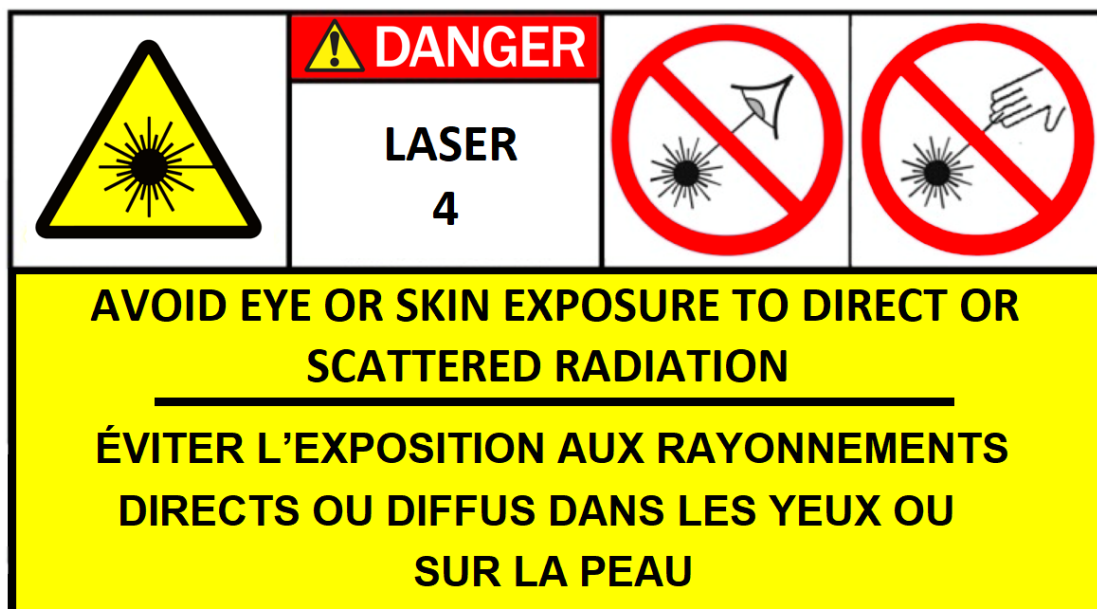 DANGER
LASER
4
AVOID EYE OR SKIN EXPOSURE TO DIRECT OR
SCATTERED RADIATION
ÉVITER L’EXPOSITION AUX RAYONNEMENTS
DIRECTS OU DIFFUS DANS LES YEUX OU
SUR LA PEAU